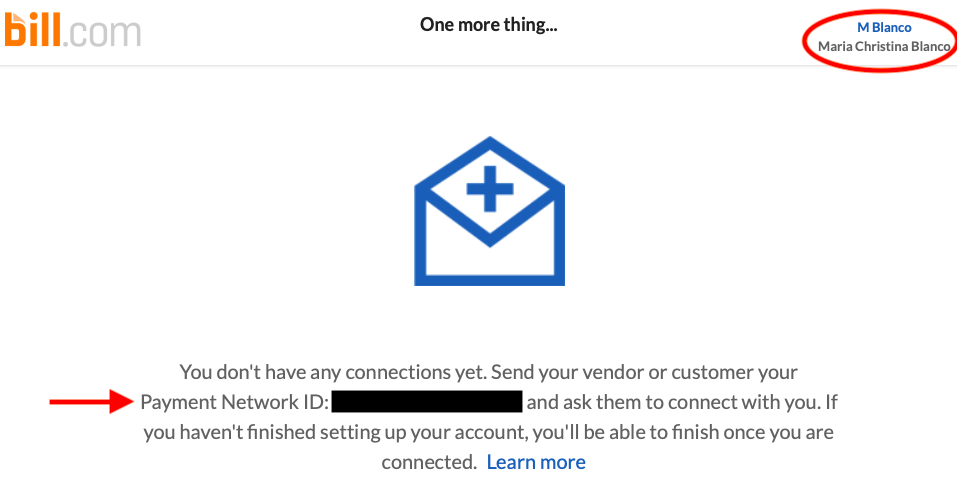 bill.com
One more thing...
M Blanco
Maria Christina Blanco
You don't have any connections yet. Send your vendor or customer your
Payment Network ID: and ask them to connect with you. If
you haven't finished setting up your account, you'll be able to finish once you are
connected. Learn more